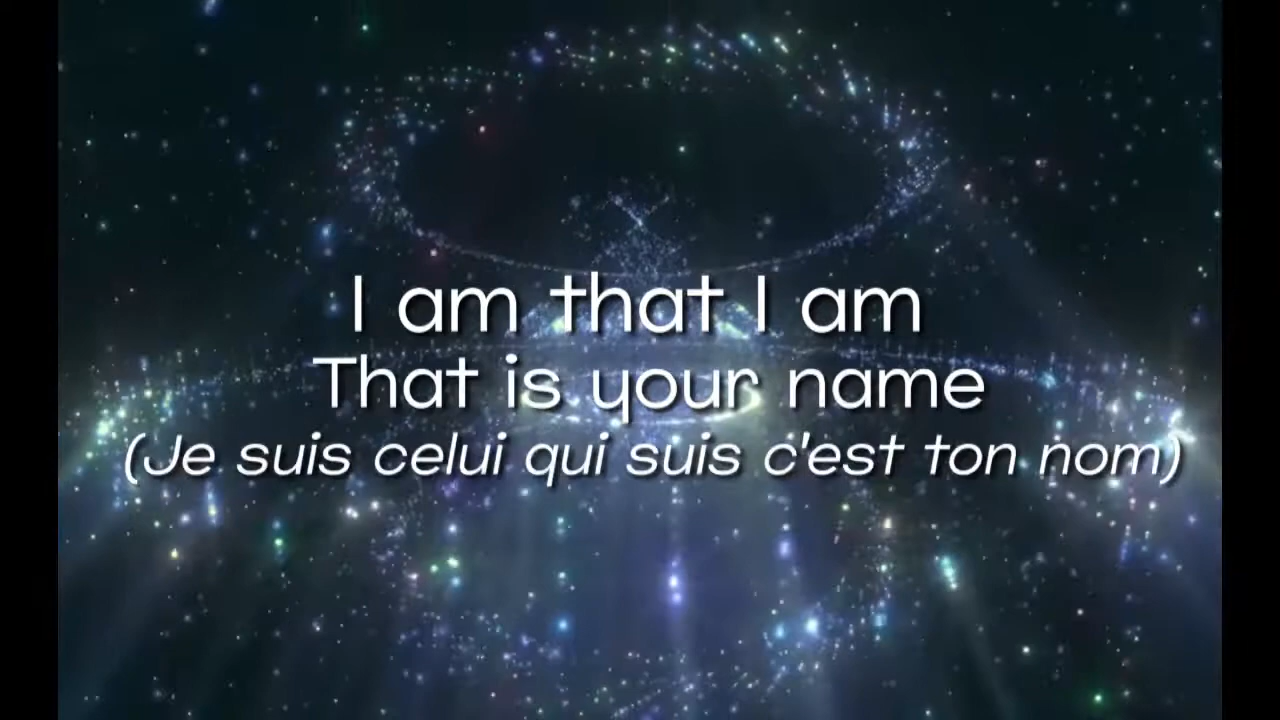 I am that I am
That is your name
(Je suis celui qui suis c'est ton nom)